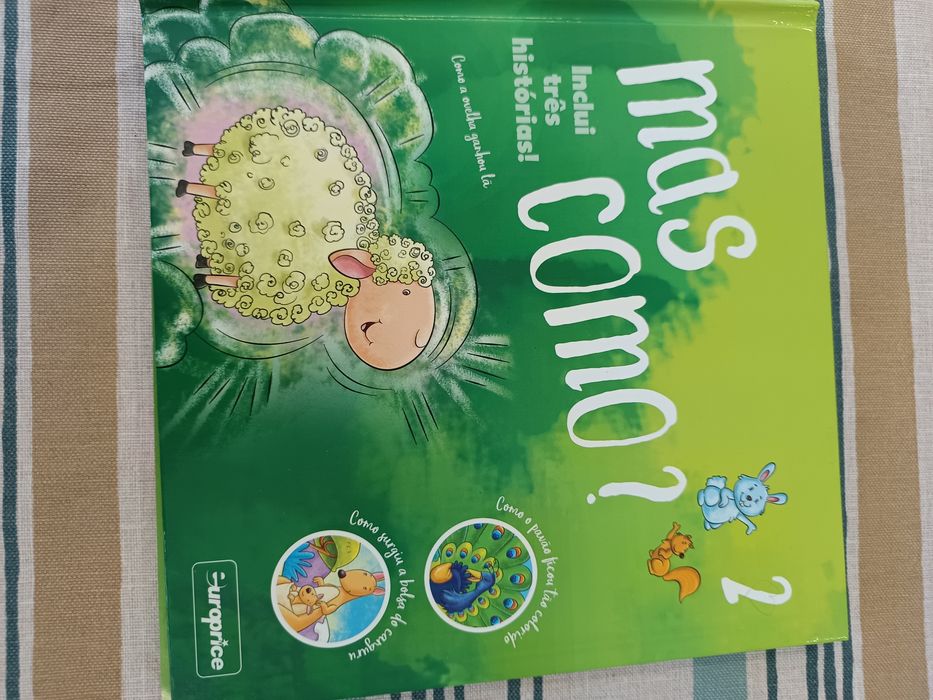 2
mas
como?
Inclui
três
histórias!
Como a ovelha ganhou lã
Como o pavão ficou tão colorido
Como surgiu a bolsa do canguru
europrice